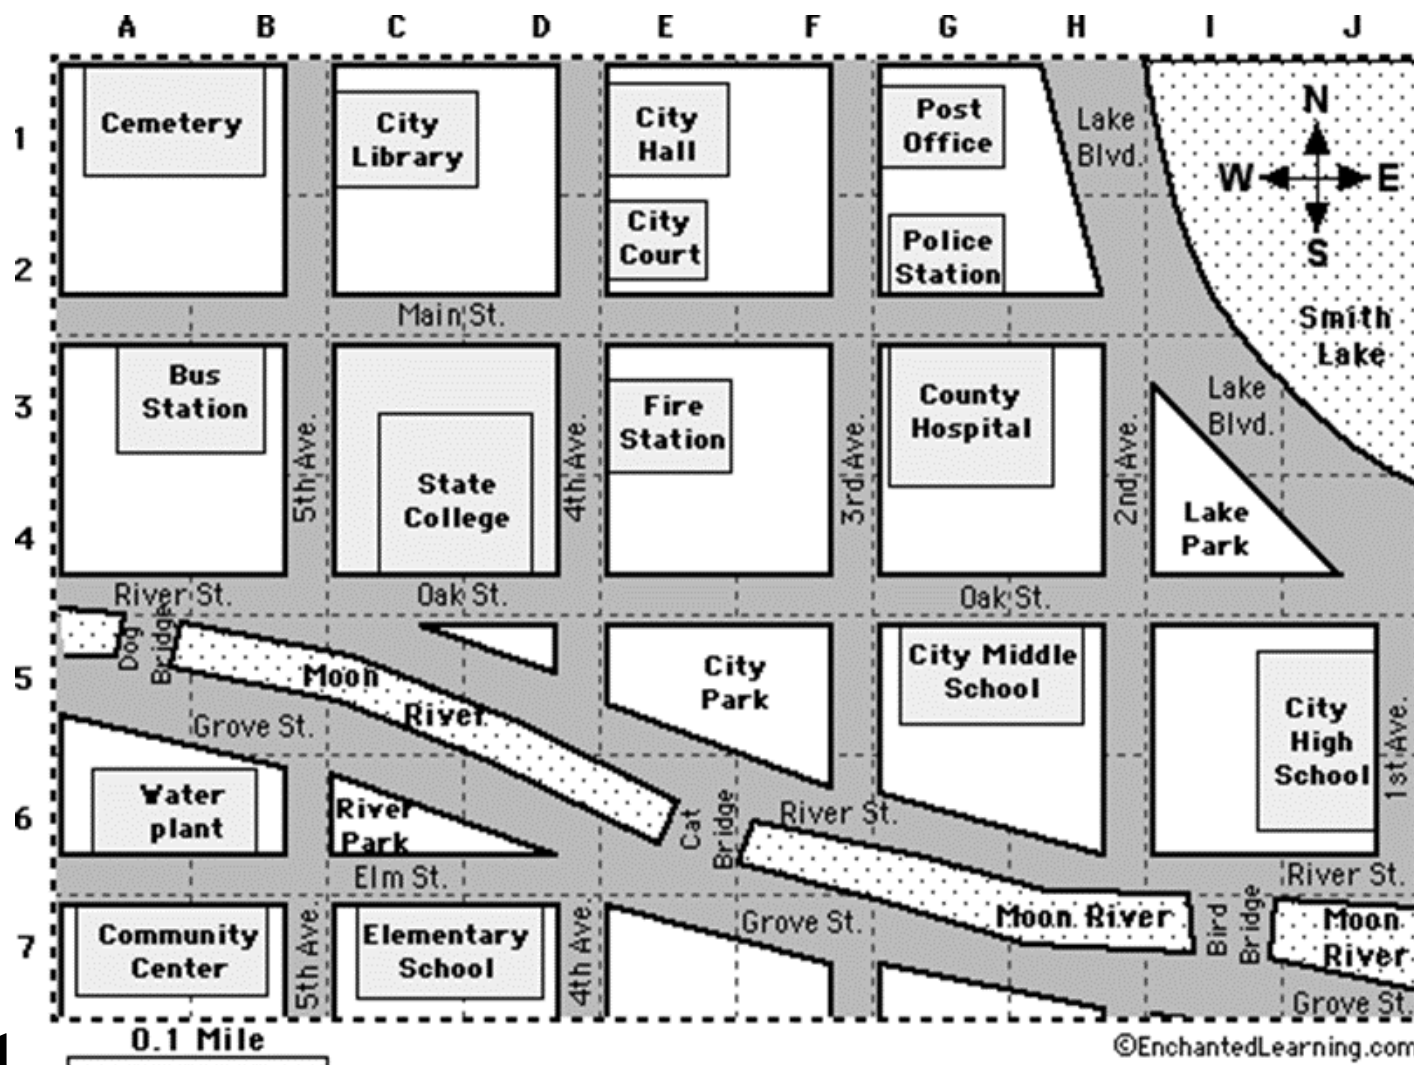 A B C D E F G H I J
1
Cemetery
City
Library
City
Hall
Post
Office
Lake
Blvd.
N
W E
S
2
City
Court
Police
Station
Smith
Lake
Main St.
3
Bus
Station
5th Ave.
4th Ave.
Fire
Station
3rd Ave.
County
Hospital
2nd Ave.
Lake
Blvd.
4
State
College
Lake
Park
River St.
Oak St.
Oak St.
5
Dog
Bridge
Moon
River
City
Park
City Middle
School
City
High
School
1st Ave.
Grove St.
6
Water
plant
River
Park
Cat
Bridge
River St.
Elm St.
River St.
7
Community
Center
5th Ave.
Elementary
School
4th Ave.
Grove St.
Moon River
Bird
Bridge
Moon
River
Grove St.
0.1 Mile
©EnchantedLearning.com